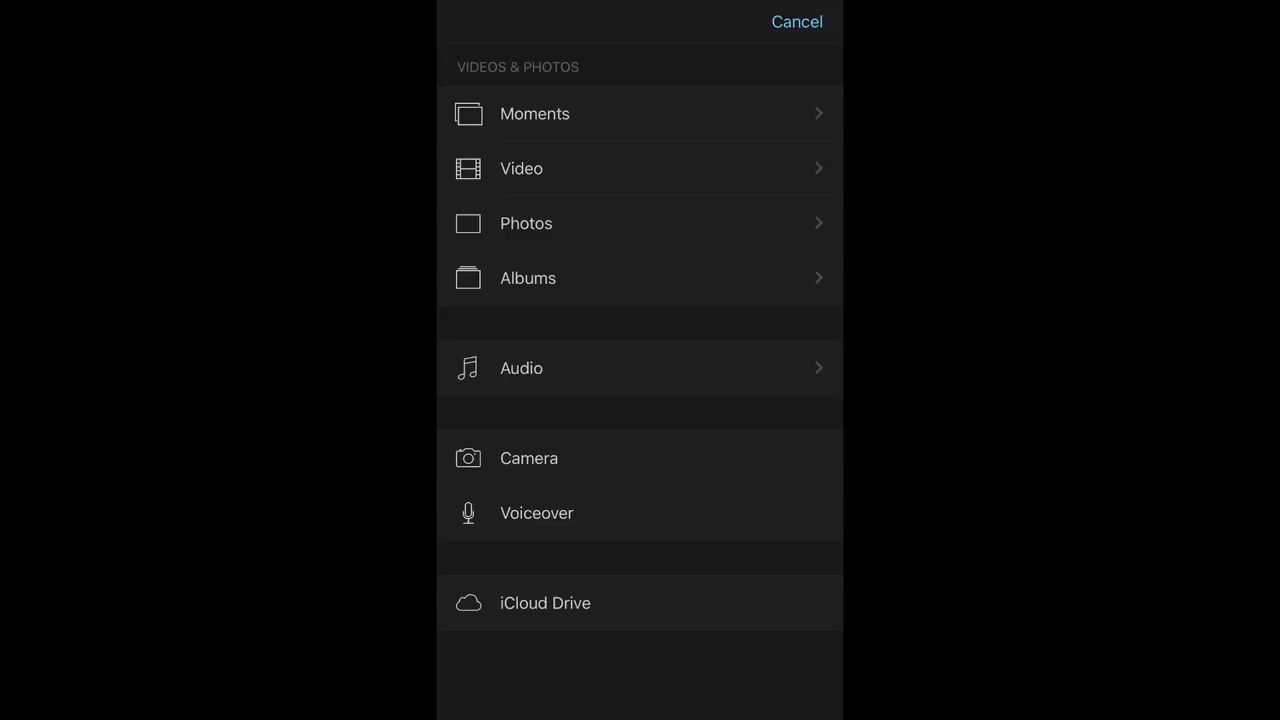 Cancel
VIDEOS & PHOTOS
Moments
Video
Photos
Albums
Audio
Camera
Voiceover
iCloud Drive